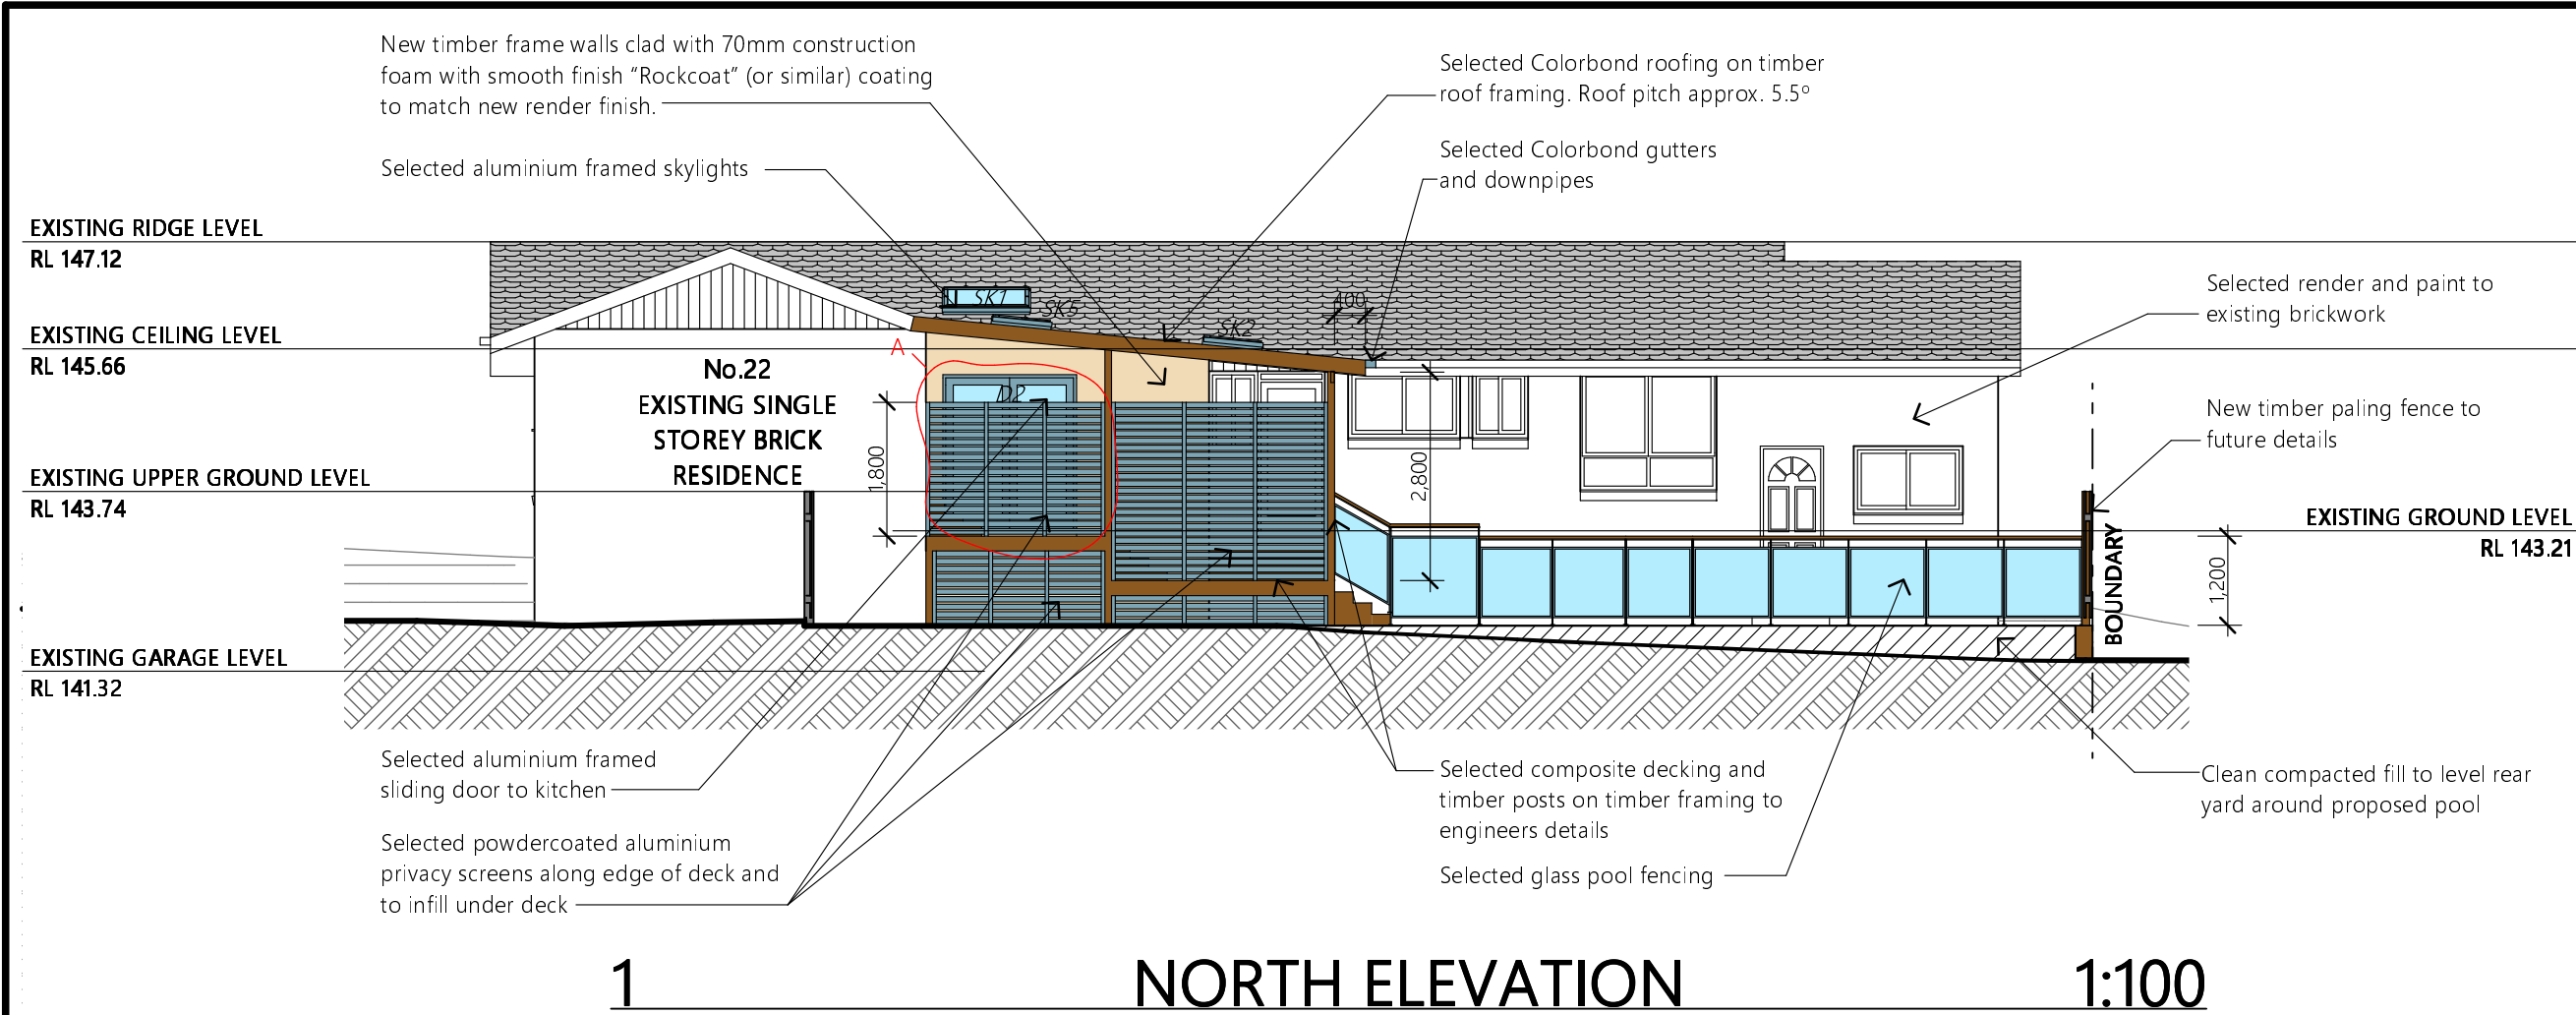 New timber frame walls clad with 70mm construction
foam with smooth finish “Rockcoat” (or similar) coating
to match new render finish.
Selected aluminium framed skylights
Selected Colorbond roofing on timber
roof framing. Roof pitch approx. 5.5º
Selected Colorbond gutters
and downpipes
EXISTING RIDGE LEVEL
RL 147.12
EXISTING CEILING LEVEL
RL 145.66
EXISTING UPPER GROUND LEVEL
RL 143.74
EXISTING GARAGE LEVEL
RL 141.32
SK1
SK5
SK2
400
A
No.22
EXISTING SINGLE
STOREY BRICK
RESIDENCE
D2
1,800
2,800
Selected render and paint to
existing brickwork
New timber paling fence to
future details
EXISTING GROUND LEVEL
RL 143.21
BOUNDARY
1,200
Selected aluminium framed
sliding door to kitchen
Selected powdercoated aluminium
privacy screens along edge of deck and
to infill under deck
Selected composite decking and
timber posts on timber framing to
engineers details
Selected glass pool fencing
Clean compacted fill to level rear
yard around proposed pool
1 NORTH ELEVATION 1:100